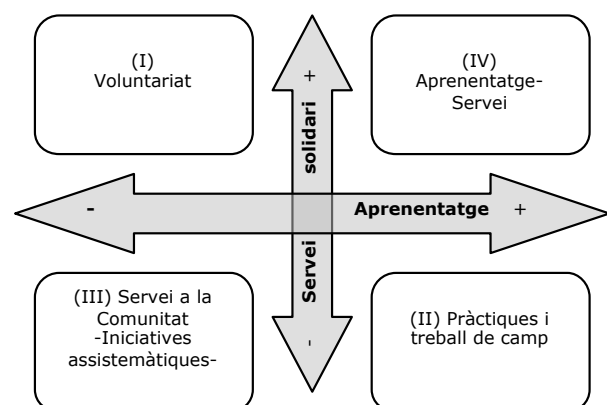 (I)
Voluntariat
(IV)
Aprenentatge-
Servei
+
solidari
-
Aprenentatge +
Servei
-
(III) Servei a la
Comunitat
-Iniciatives
assistemàtiques-
(II) Pràctiques i
treball de camp